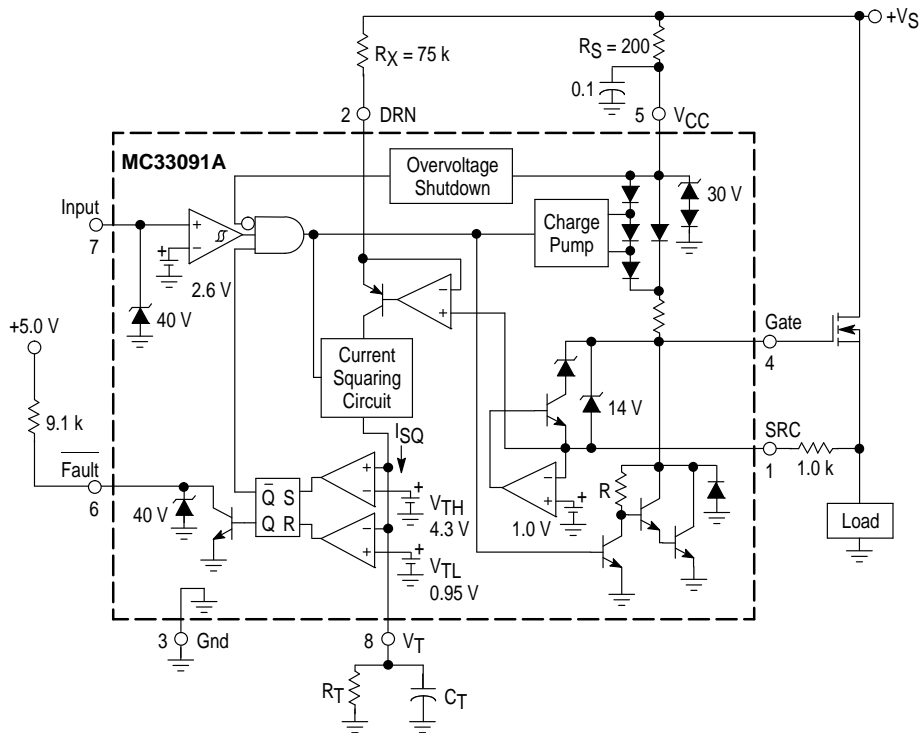 +VS
RX = 75 k
RS = 200
0.1
2
DRN
5
VCC
MC33091A
Overvoltage
Shutdown
30 V
Input
7
Charge
Pump
2.6 V
40 V
+5.0 V
Gate
4
Current
Squaring
Circuit
14 V
9.1 k
ISQ
SRC
1
1.0 k
Fault
6
40 V
Q S
Q R
VTH
4.3 V
R
1.0 V
Load
VTL
0.95 V
3 Gnd
8 VT
RT
CT